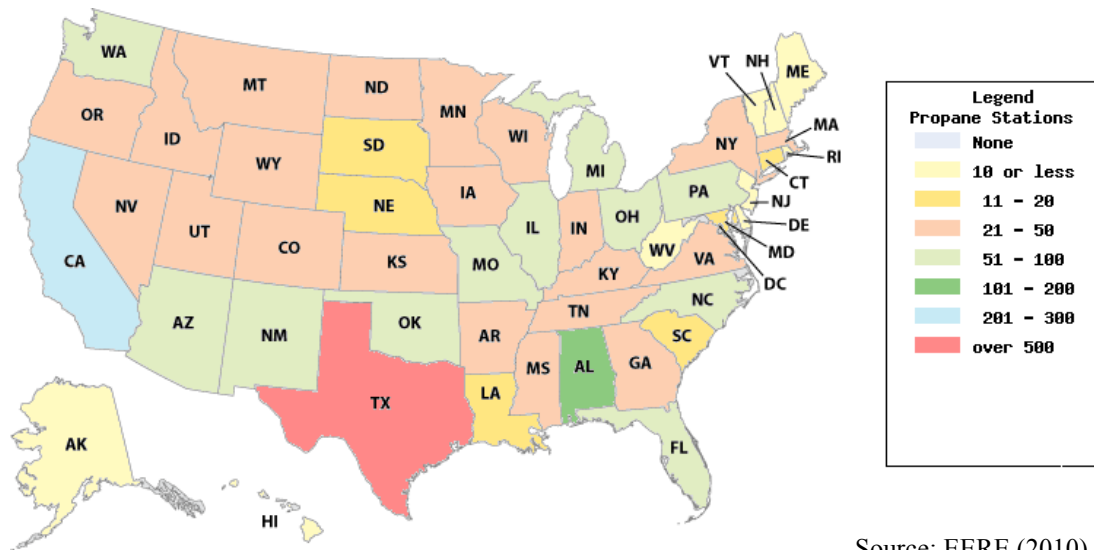 WA
MT
ND
MN
OR
ID
WY
SD
WI
MI
NY
VT
NH
ME
MA
RI
CT
NJ
DE
MD
DC
NV
UT
CO
NE
IA
IL
IN
OH
PA
WV
VA
KY
CA
KS
MO
TN
NC
SC
AZ
NM
OK
AR
MS
AL
GA
TX
LA
FL
AK
HI
Legend
Propane Stations
None
10 or less
11 - 20
21 - 50
51 - 100
101 - 200
201 - 300
over 500
Source: EERE (2010)